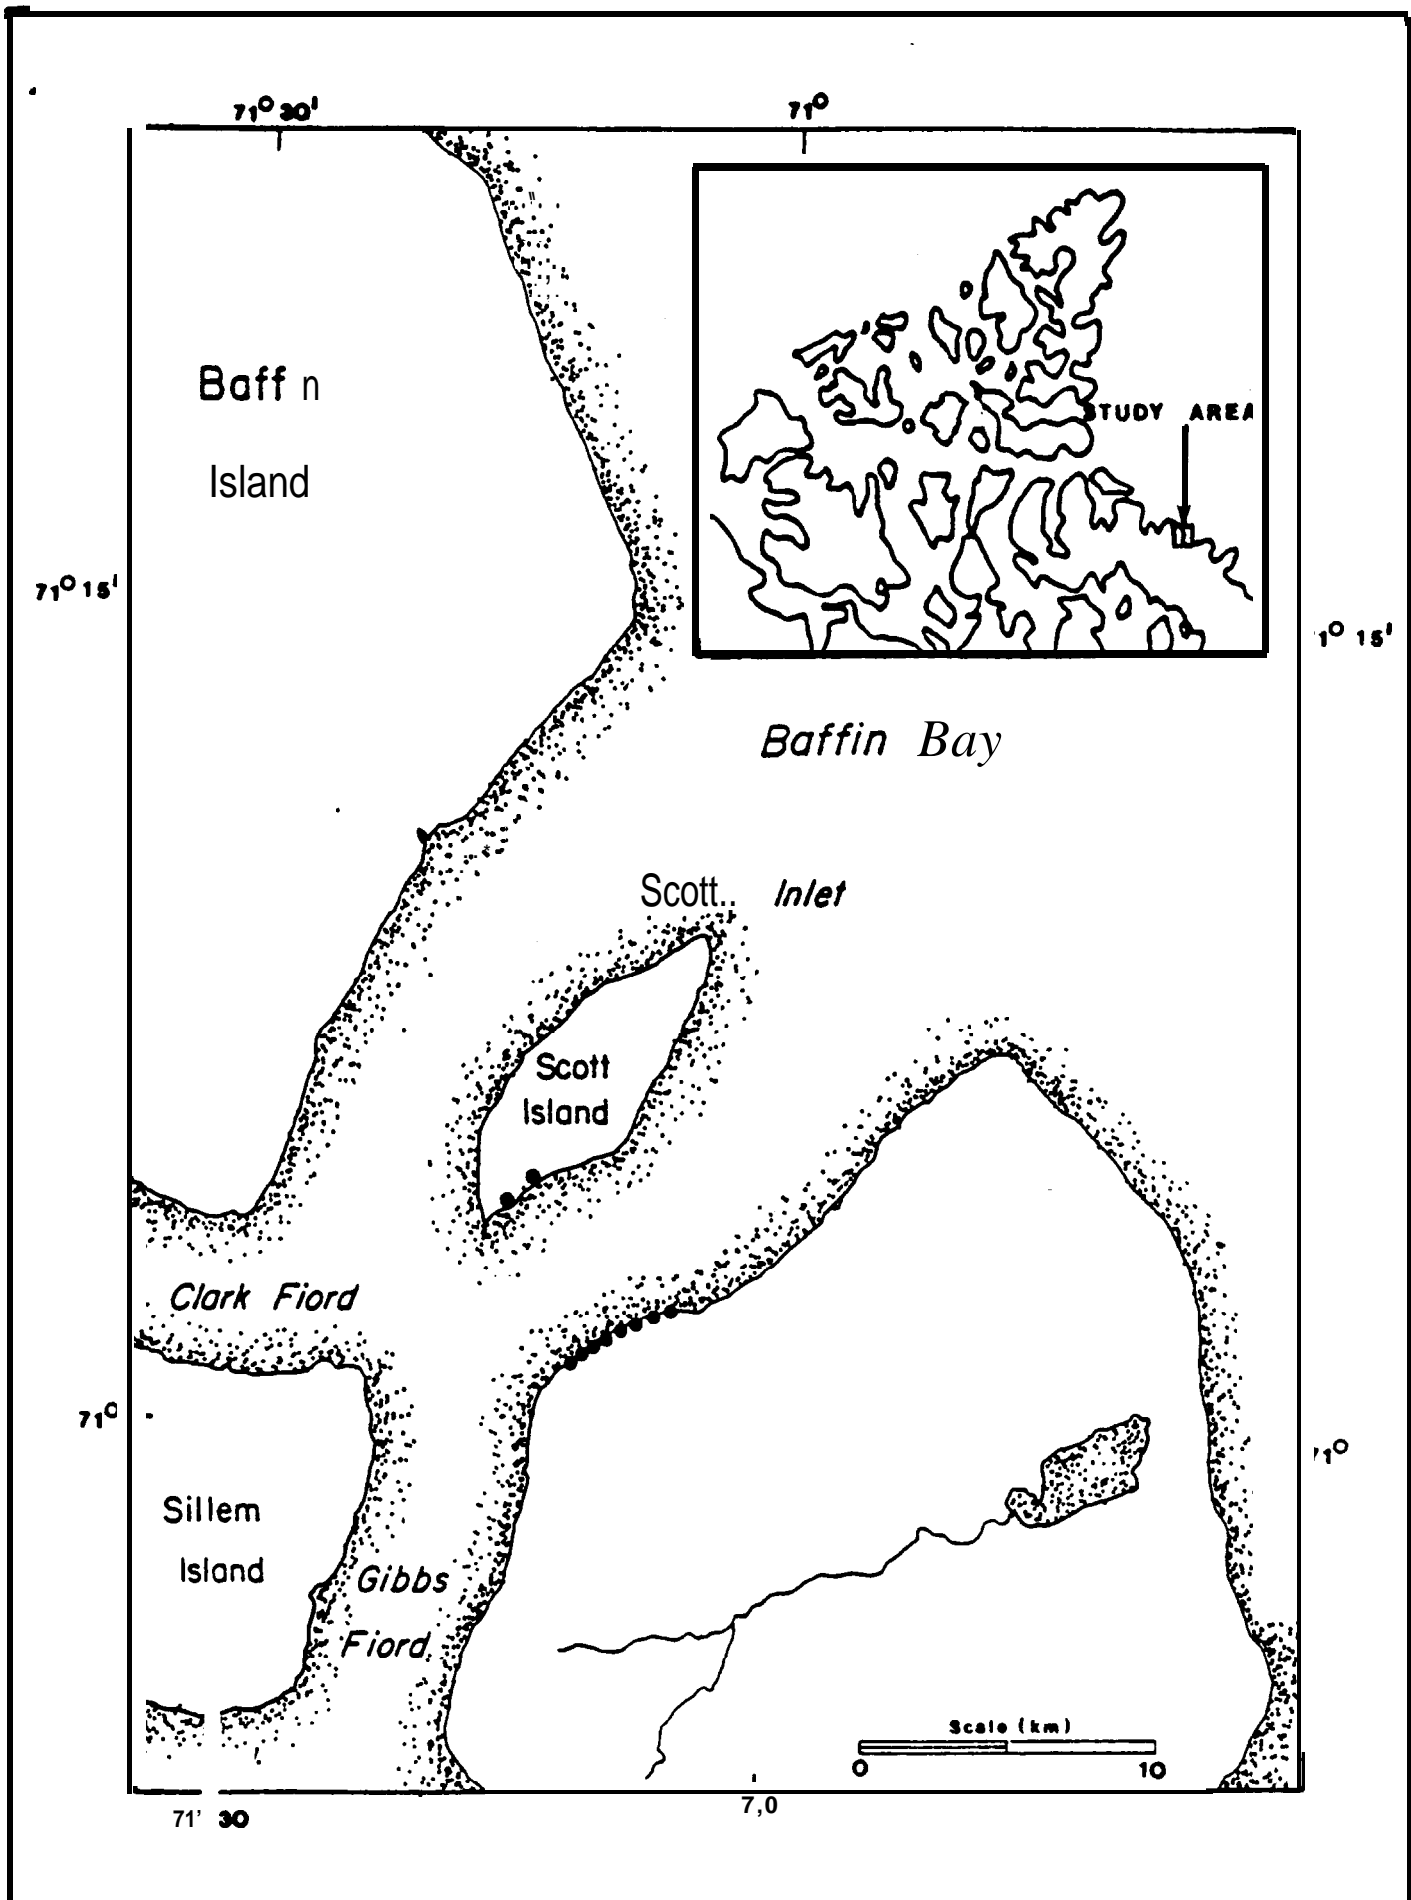 71° 30'
71°
Baff n
Island
STUDY AREA
71° 15'
1° 15'
Baffin Bay
Scott.. Inlet
Scott
Island
Clark Fiord
71°
71°
Sillem
Island
Gibbs
Fiord
Scale (km)
0 10
71' 30
7,0